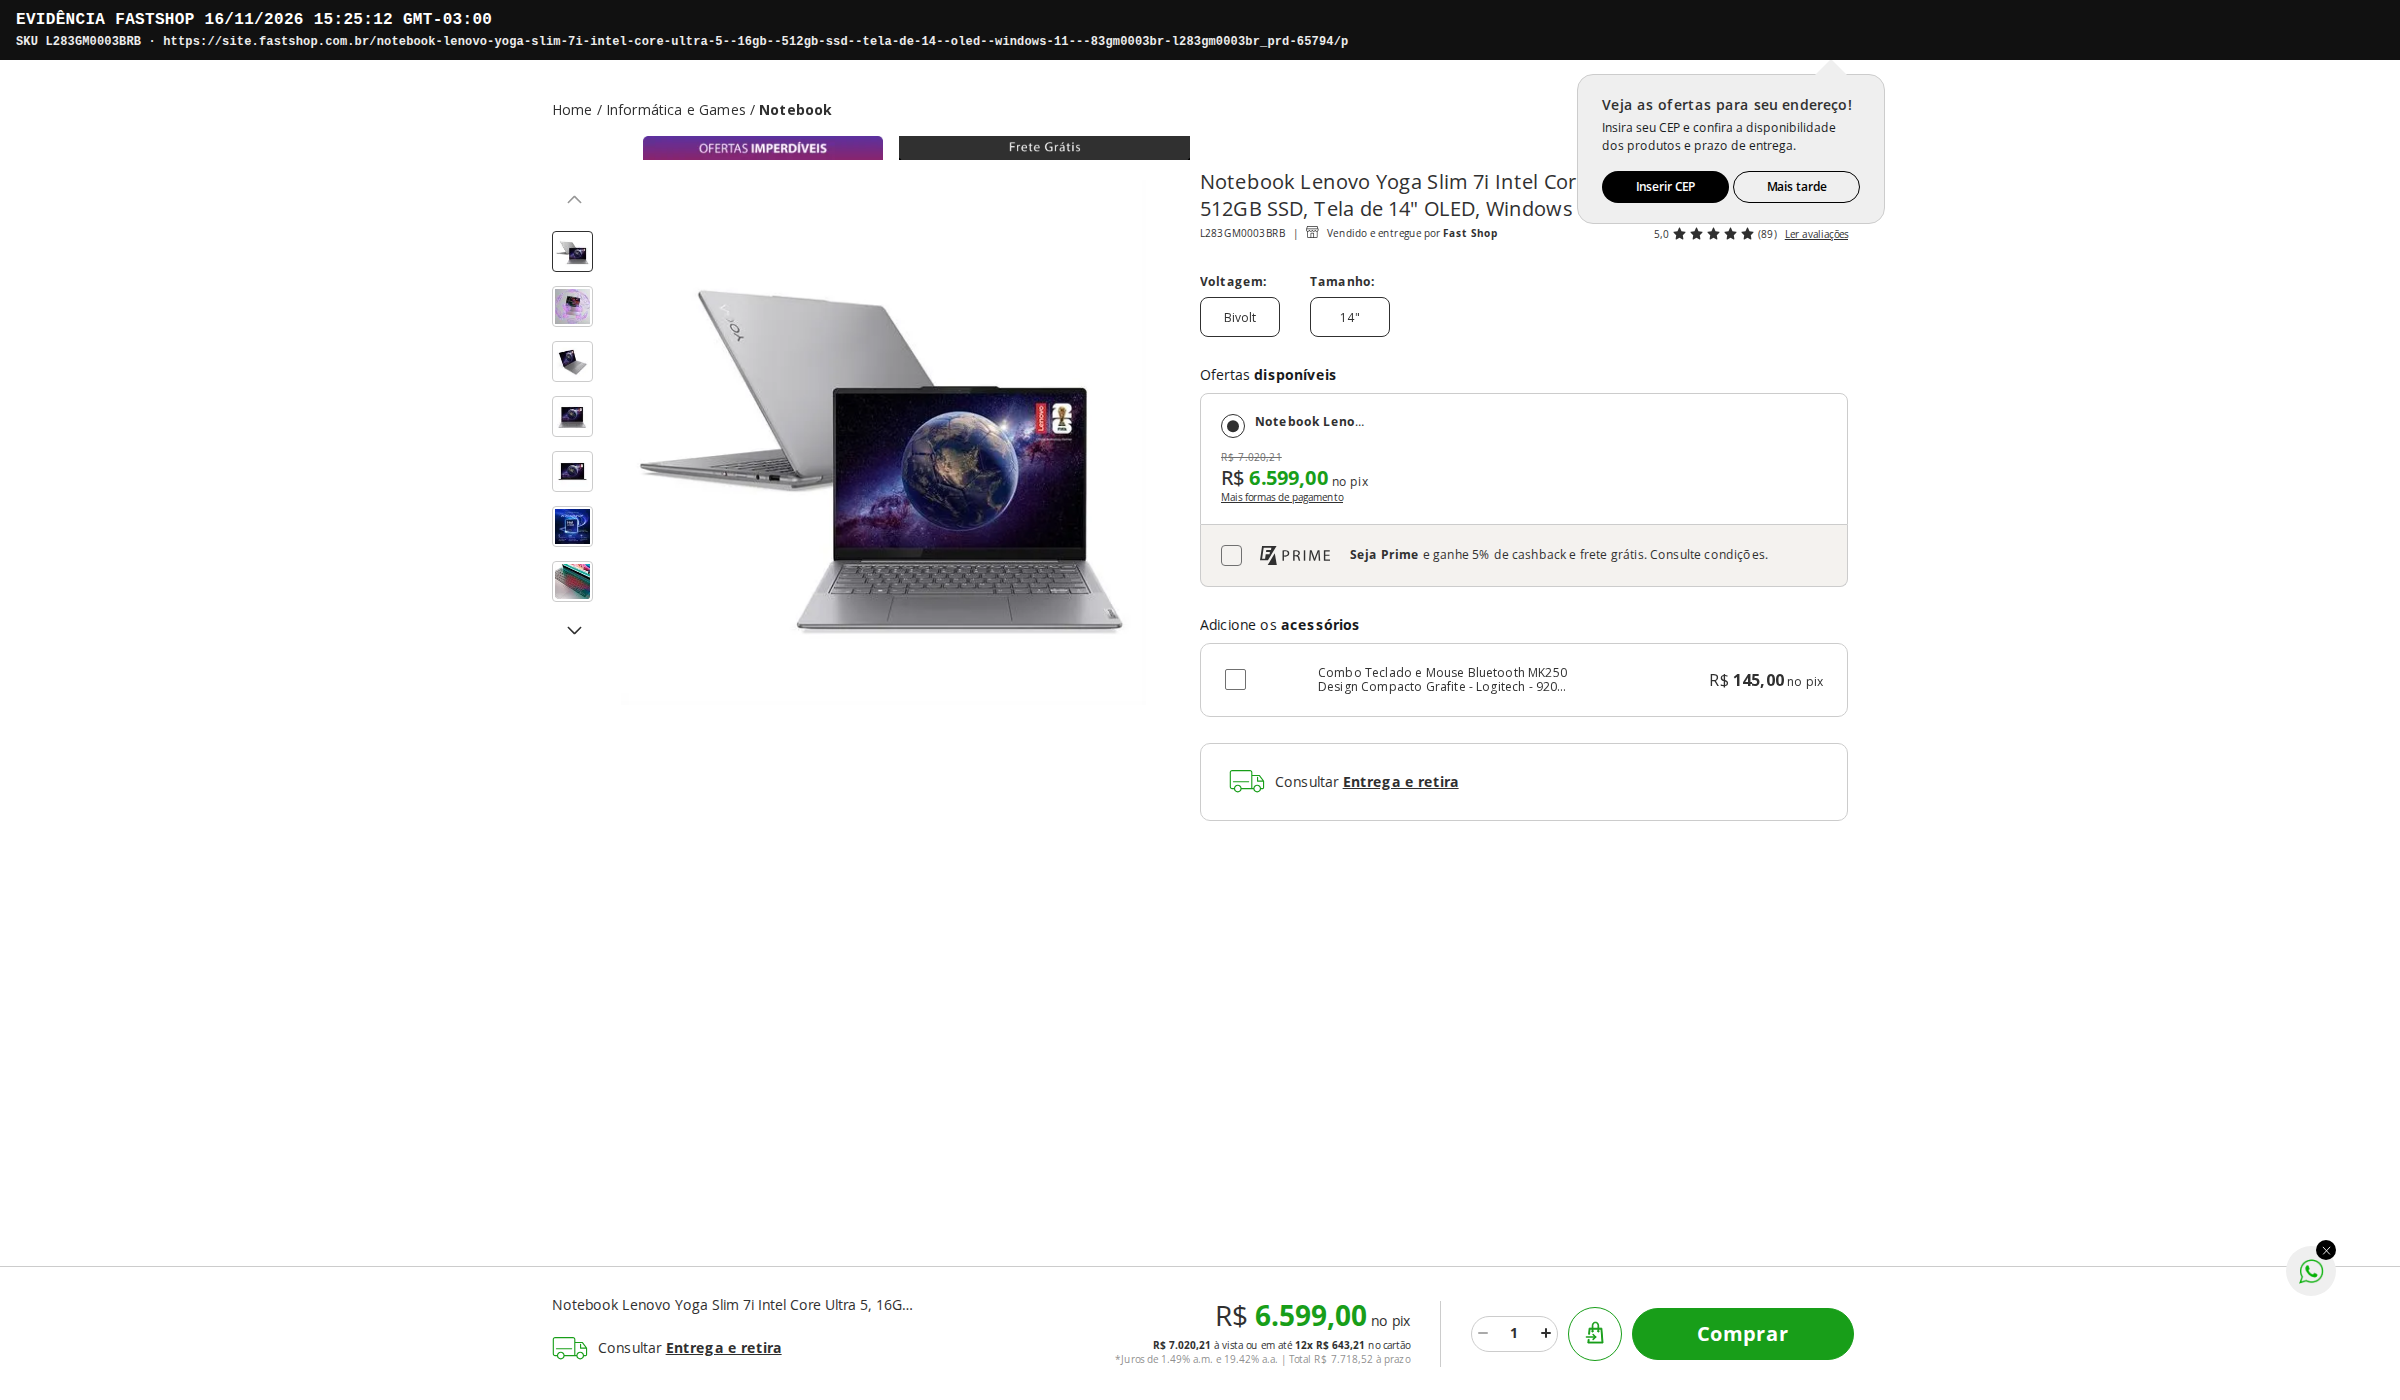 EVIDÊNCIA FASTSHOP 16/11/2026 15:25:12 GMT-03:00
SKU L283GM0003BRB · https://site.fastshop.com.br/notebook-lenovo-yoga-slim-7i-intel-core-ultra-5--16gb--512gb-ssd--tela-de-14--oled--windows-11---83gm0003br-l283gm0003br_prd-65794/p
Home / Informática e Games / Notebook
OFERTAS IMPERDÍVEIS
Frete Grátis
Veja as ofertas para seu endereço!
Insira seu CEP e confira a disponibilidade
dos produtos e prazo de entrega.
Inserir CEP
Mais tarde
Notebook Lenovo Yoga Slim 7i Intel Cor
512GB SSD, Tela de 14" OLED, Windows
L283GM0003BRB | Vendido e entregue por Fast Shop
5,0 (89) Ler avaliações
Voltagem: Tamanho:
Bivolt 14"
Ofertas disponíveis
Notebook Leno...
R$ 7.020,21
R$ 6.599,00 no pix
Mais formas de pagamento
PRIME Seja Prime e ganhe 5% de cashback e frete grátis. Consulte condições.
Adicione os acessórios
Combo Teclado e Mouse Bluetooth MK250
Design Compacto Grafite - Logitech - 920...
R$ 145,00 no pix
Consultar Entrega e retira
YOGA
Lenovo
FIFA
Notebook Lenovo Yoga Slim 7i Intel Core Ultra 5, 16G...
Consultar Entrega e retira
R$ 6.599,00 no pix
R$ 7.020,21 à vista ou em até 12x R$ 643,21 no cartão
*Juros de 1.49% a.m. e 19.42% a.a. | Total R$ 7.718,52 à prazo
1
Comprar